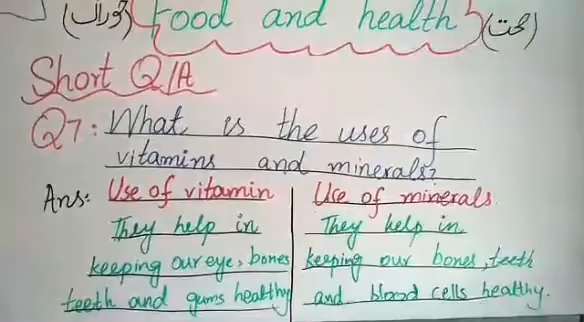 (خوراک) Food and health (صحت)
Short Q/A
Q7: What is the uses of
vitamins and minerals?
Ans: Use of vitamin
They help in
keeping our eye, bones
teeth and gums healthy
Use of minerals.
They help in
keeping our bones, teeth
and blood cells healthy.